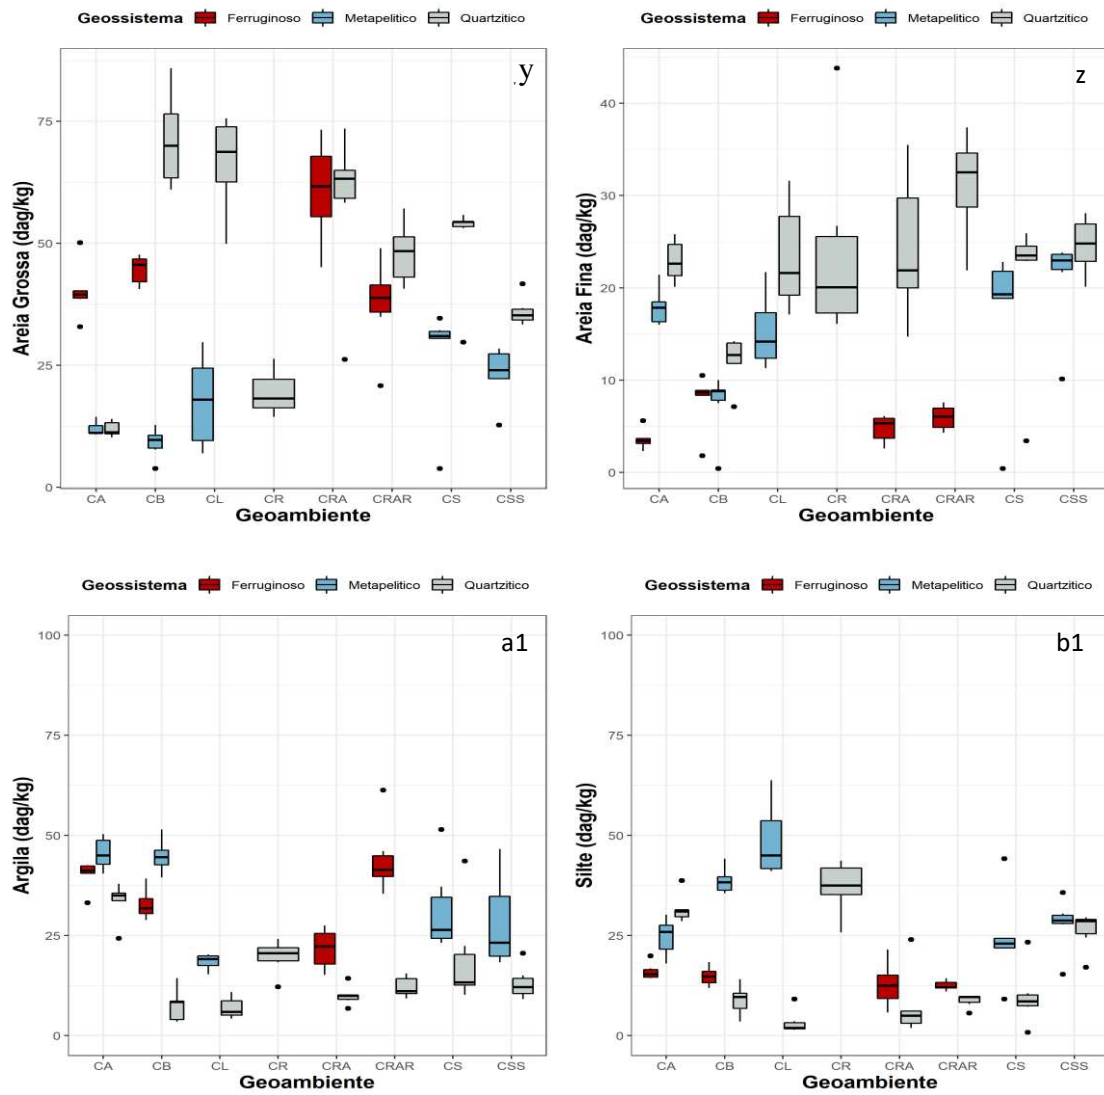 Geossistema Ferruginoso Metapelitico Quartzitico
y
Areia Grossa (dag/kg)
75
50
25
0
CA CB CL CR CRA CRAR CS CSS
Geoambiente
Geossistema Ferruginoso Metapelitico Quartzitico
z
Areia Fina (dag/kg)
40
30
20
10
0
CA CB CL CR CRA CRAR CS CSS
Geoambiente
Geossistema Ferruginoso Metapelitico Quartzitico
a1
Argila (dag/kg)
100
75
50
25
0
CA CB CL CR CRA CRAR CS CSS
Geoambiente
Geossistema Ferruginoso Metapelitico Quartzitico
b1
Silte (dag/kg)
100
75
50
25
0
CA CB CL CR CRA CRAR CS CSS
Geoambiente